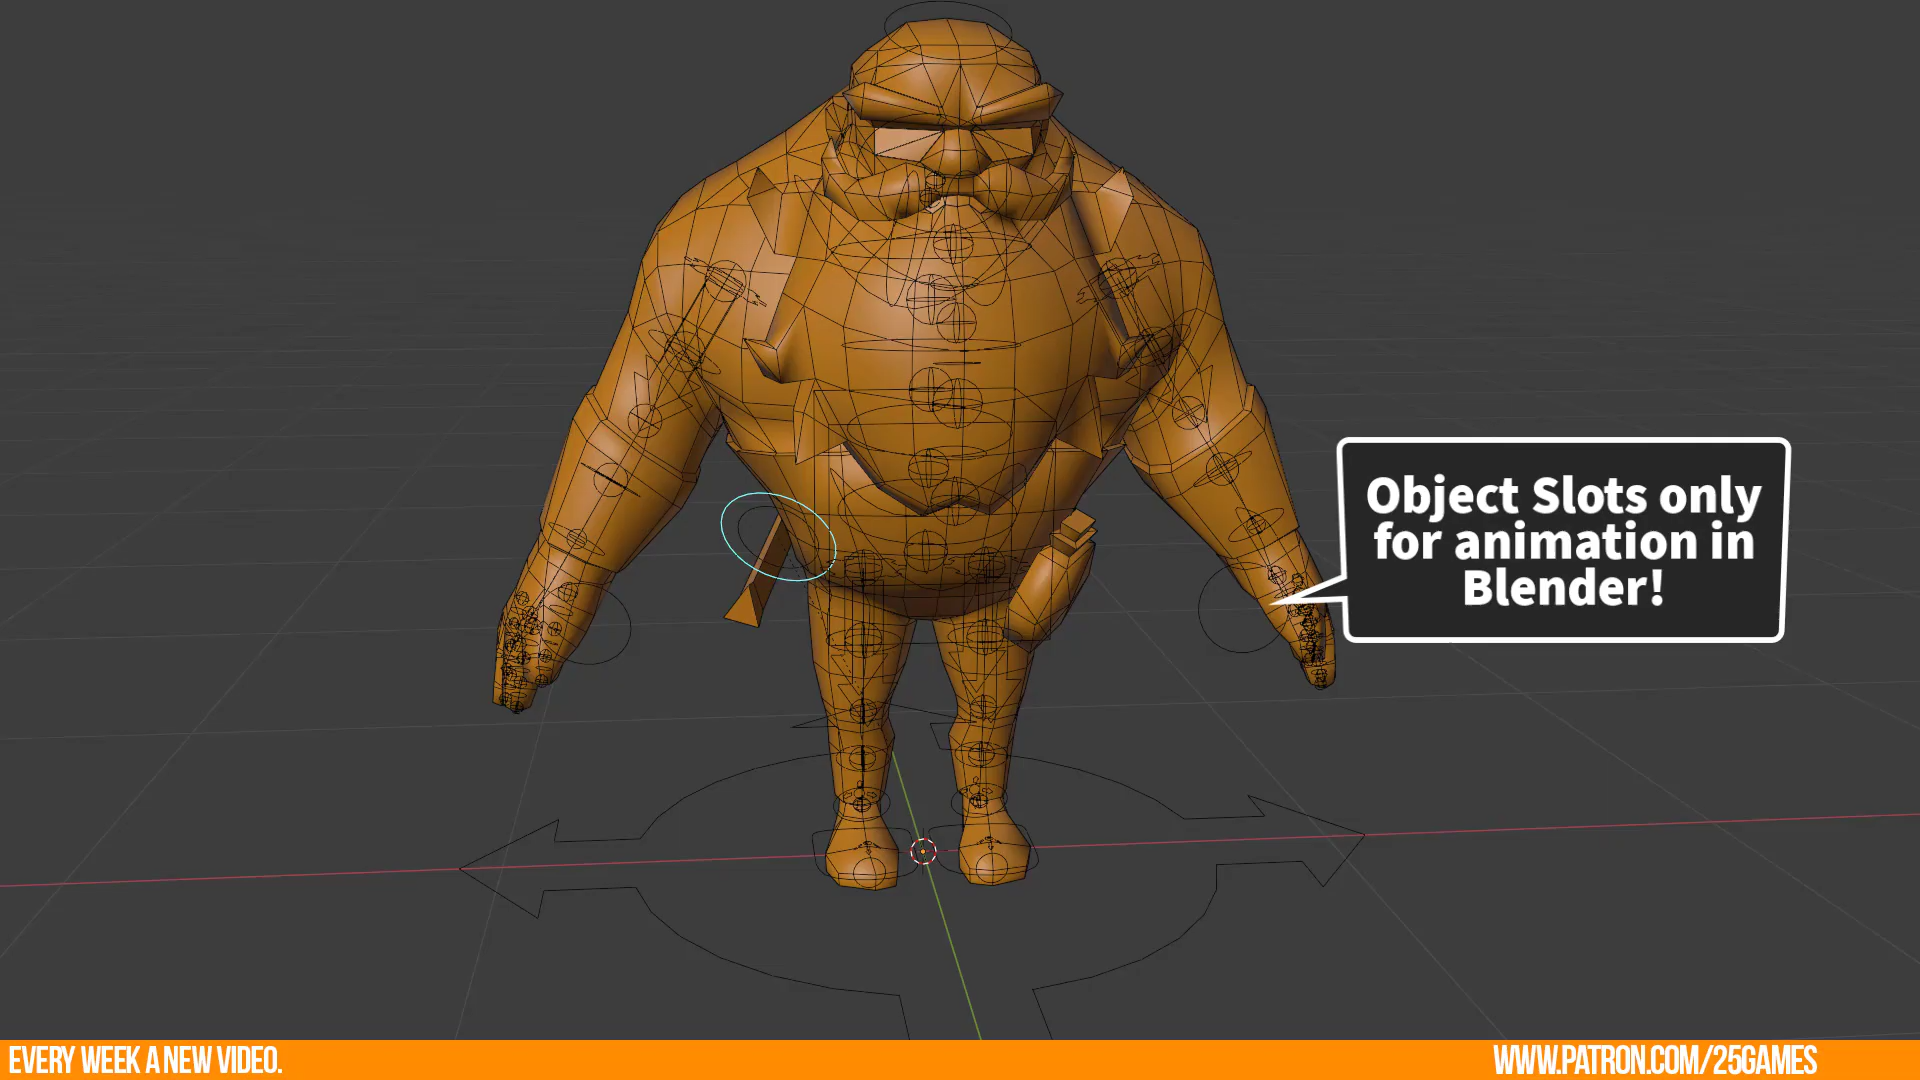 Object Slots only
for animation in
Blender!
EVERY WEEK A NEW VIDEO.
WWW.PATRON.COM/25GAMES